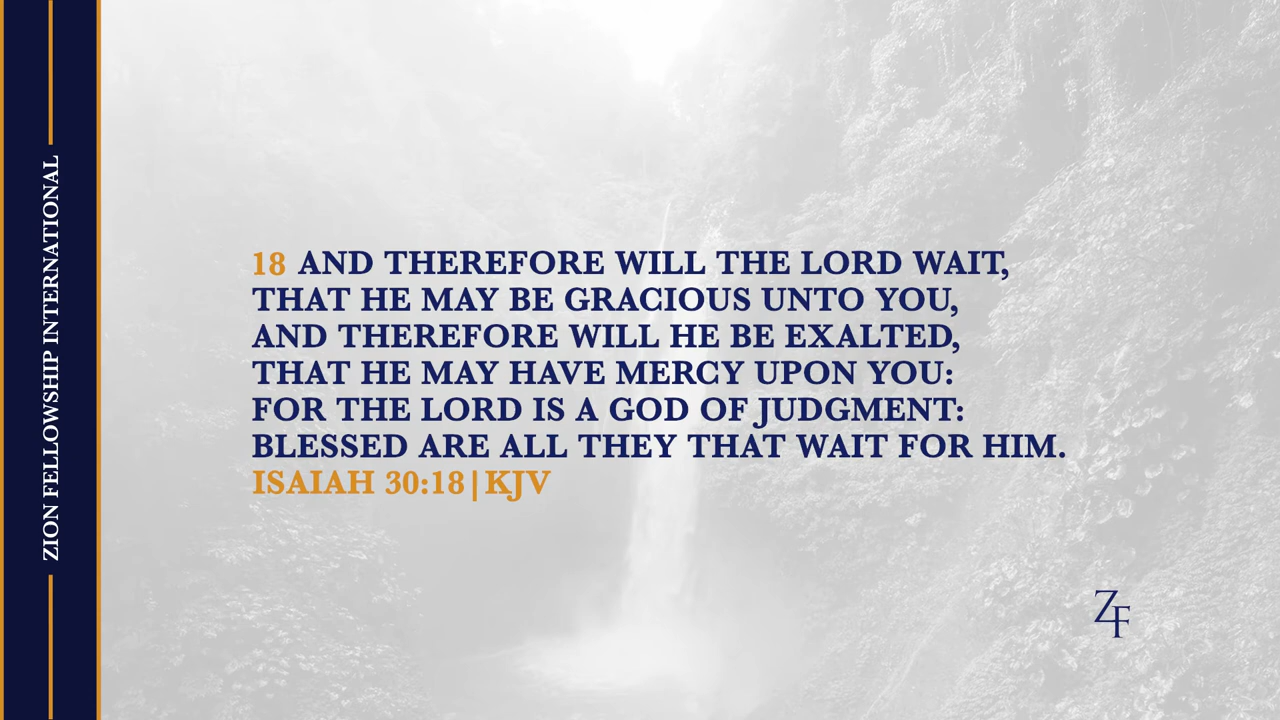 ZION FELLOWSHIP INTERNATIONAL
18 AND THEREFORE WILL THE LORD WAIT,
THAT HE MAY BE GRACIOUS UNTO YOU,
AND THEREFORE WILL HE BE EXALTED,
THAT HE MAY HAVE MERCY UPON YOU:
FOR THE LORD IS A GOD OF JUDGMENT:
BLESSED ARE ALL THEY THAT WAIT FOR HIM.
ISAIAH 30:18|KJV
ZF